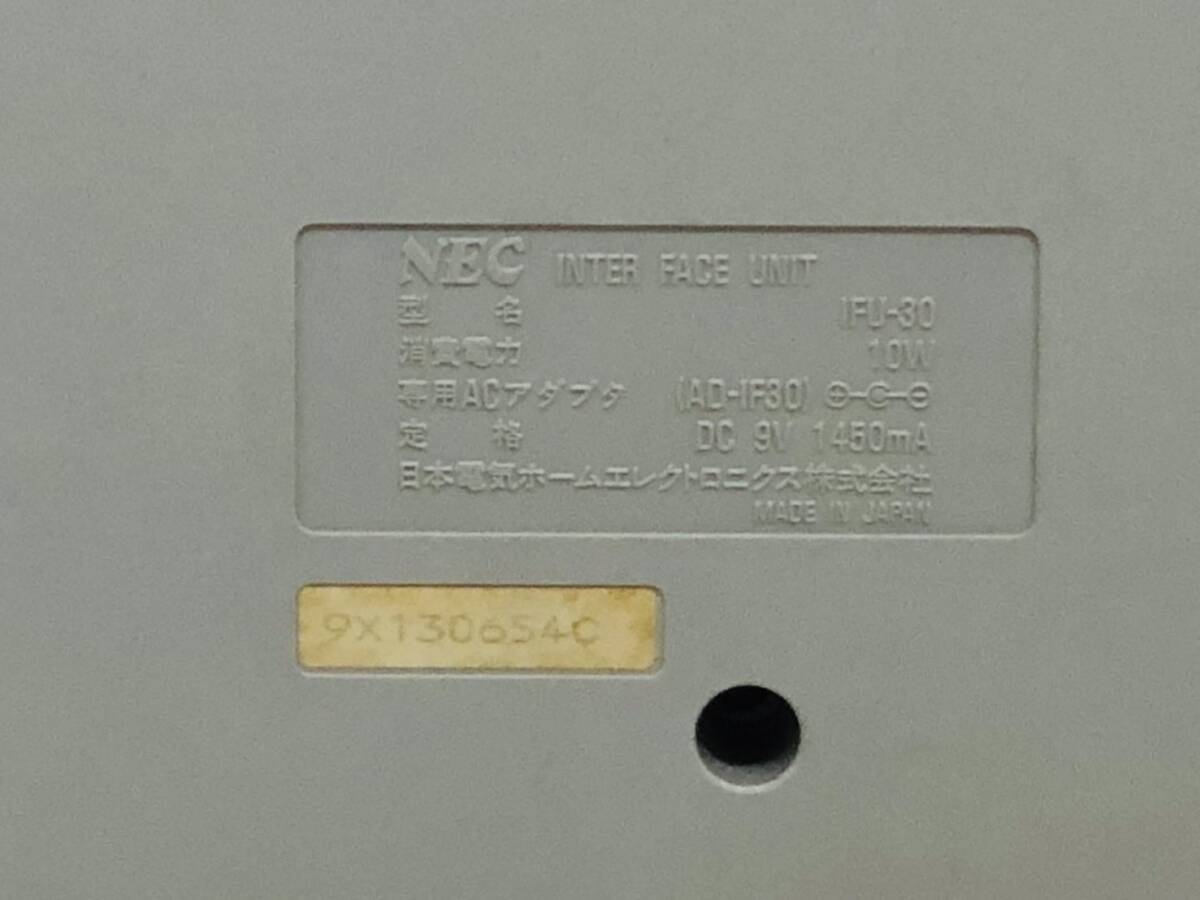 NEC INTER FACE UNIT
型名 IFU-30
消費電力 10W
専用ACアダプタ (AD-IF30) ⊕-C-⊖
定格 DC 9V 1450mA
日本電気ホームエレクトロニクス株式会社
MADE IN JAPAN
9X130654C